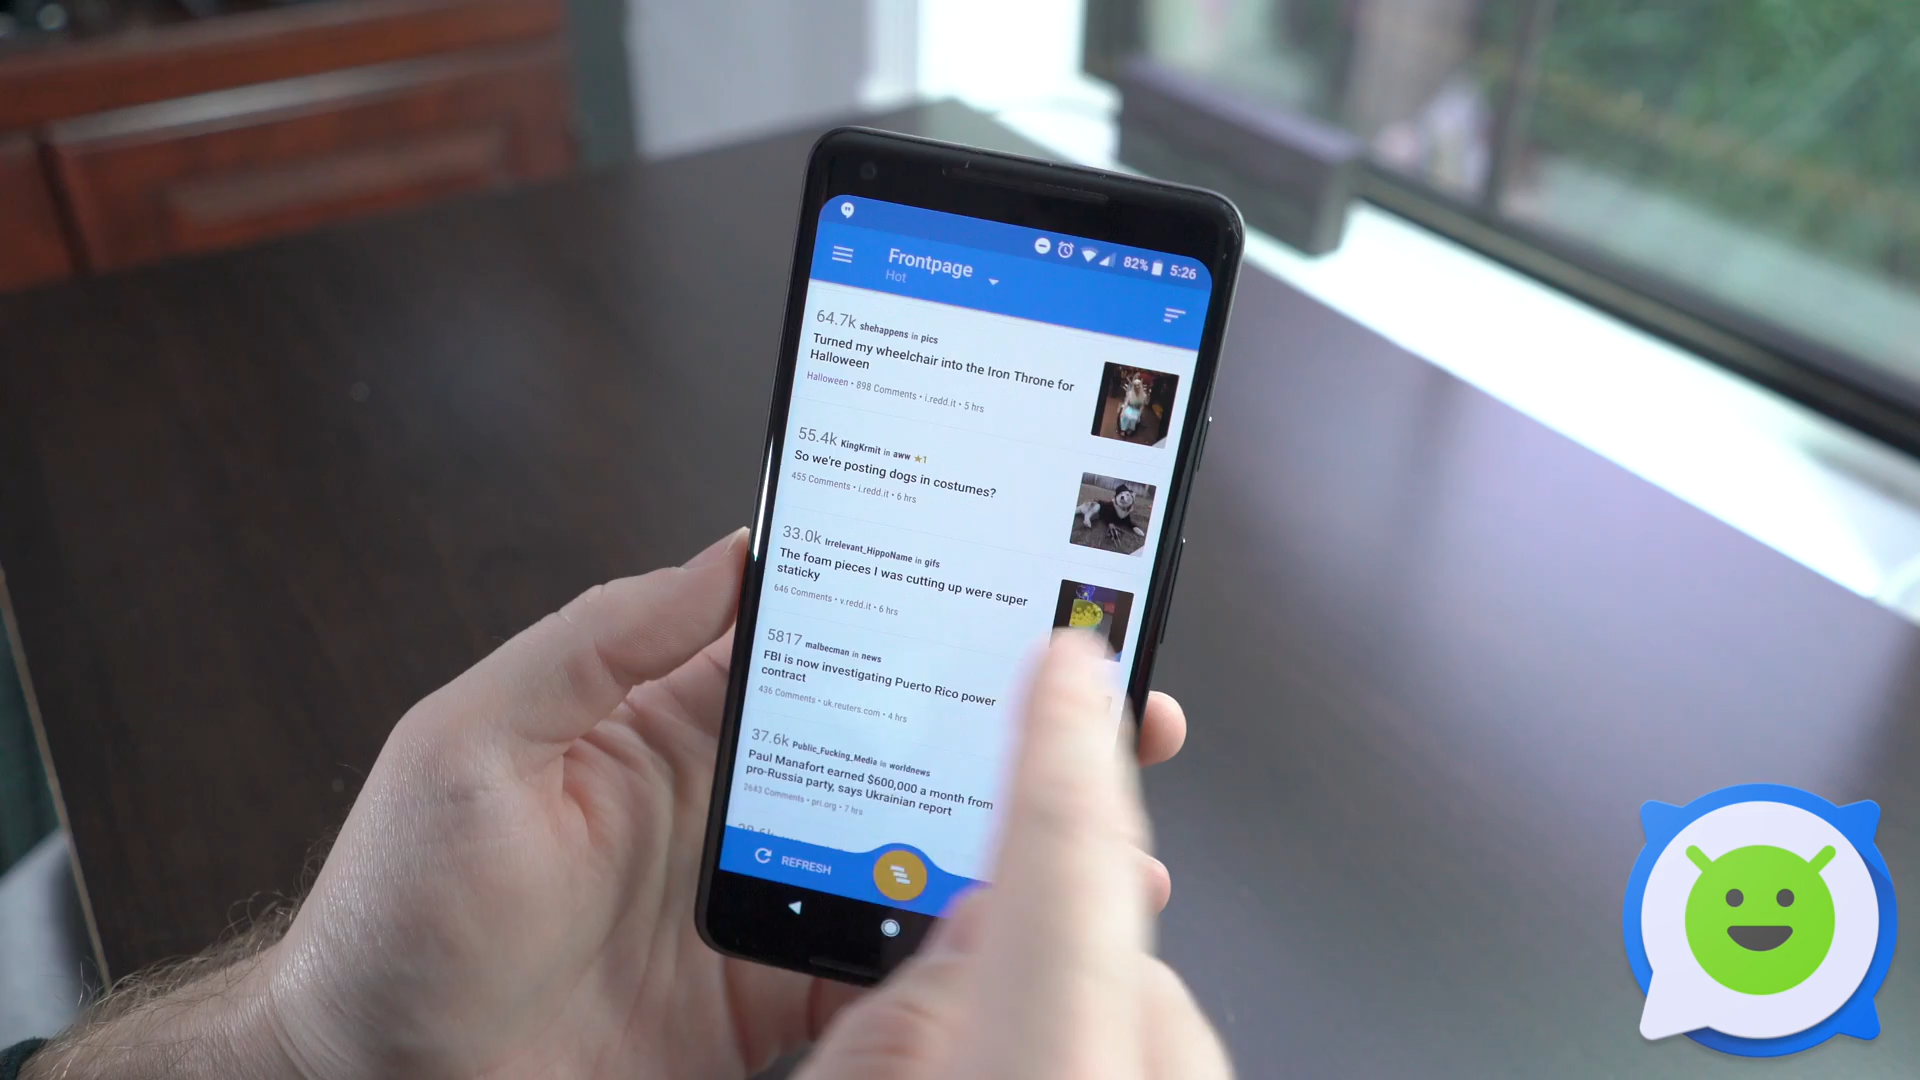 82% 5:26
Frontpage
Hot
64.7k shehappens in pics
Turned my wheelchair into the Iron Throne for
Halloween
Halloween • 898 Comments • i.redd.it • 5 hrs
55.4k KingKrmit in aww ★1
So we're posting dogs in costumes?
455 Comments • i.redd.it • 6 hrs
33.0k Irrelevant_HippoName in gifs
The foam pieces I was cutting up were super
staticky
646 Comments • v.redd.it • 6 hrs
5817 malbecman in news
FBI is now investigating Puerto Rico power
contract
436 Comments • uk.reuters.com • 4 hrs
37.6k Public_Fucking_Media in worldnews
Paul Manafort earned $600,000 a month from
pro-Russia party, says Ukrainian report
2643 Comments • pri.org • 7 hrs
REFRESH